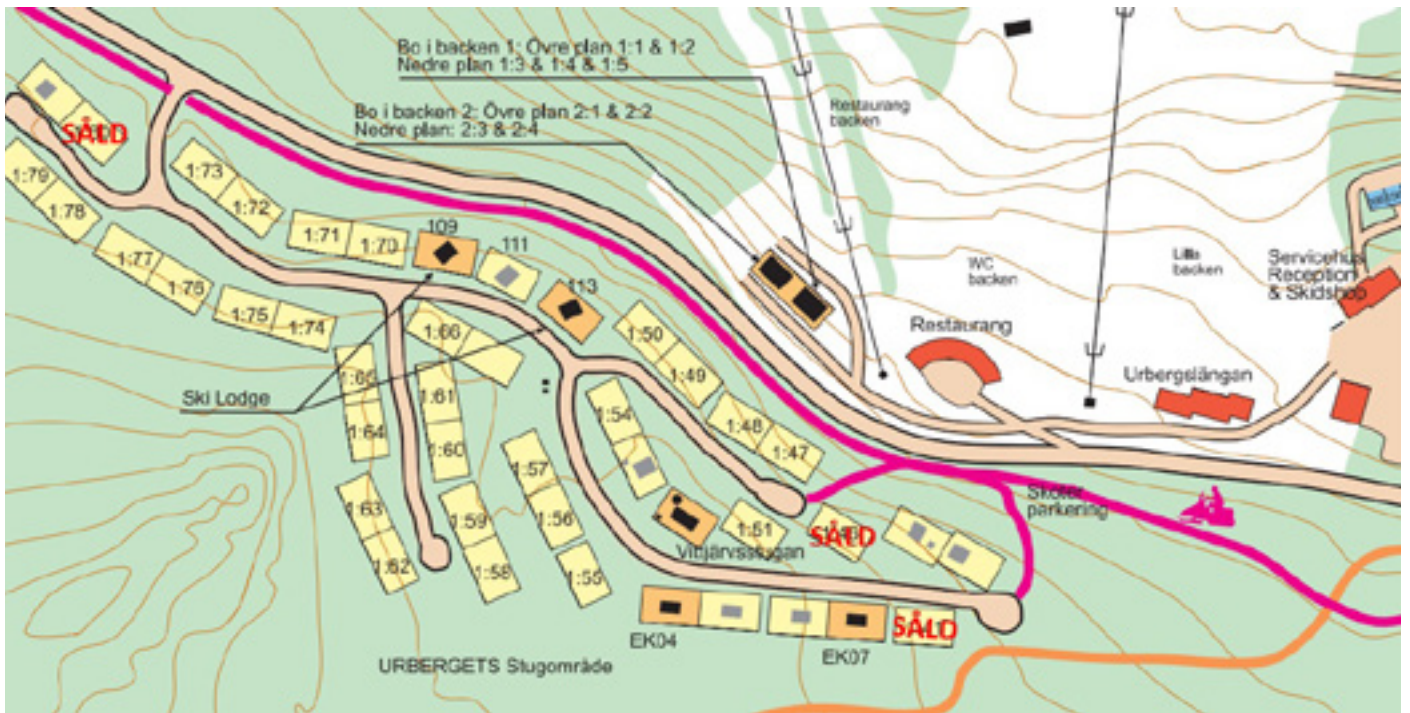 Bo i backen 1: Övre plan 1:1 & 1:2
Nedre plan 1:3 & 1:4 & 1:5
Bo i backen 2: Övre plan 2:1 & 2:2
Nedre plan: 2:3 & 2:4
Restaurang
backen
SÅLD
1:79
1:78
1:73
1:72
1:77
1:76
1:71
1:70
109
111
113
1:75
1:74
WC
backen
Lilla
backen
Servicehus
Reception
& Skidshop
Restaurang
Urbergslängan
1:66
1:50
1:49
1:48
1:47
1:65
1:64
1:61
1:60
Ski Lodge
1:54
1:57
1:56
1:55
1:63
1:62
1:59
1:58
1:51
SÅLD
Skoter
parkering
EK04
EK07
SÅLD
URBERGETS Stugområde